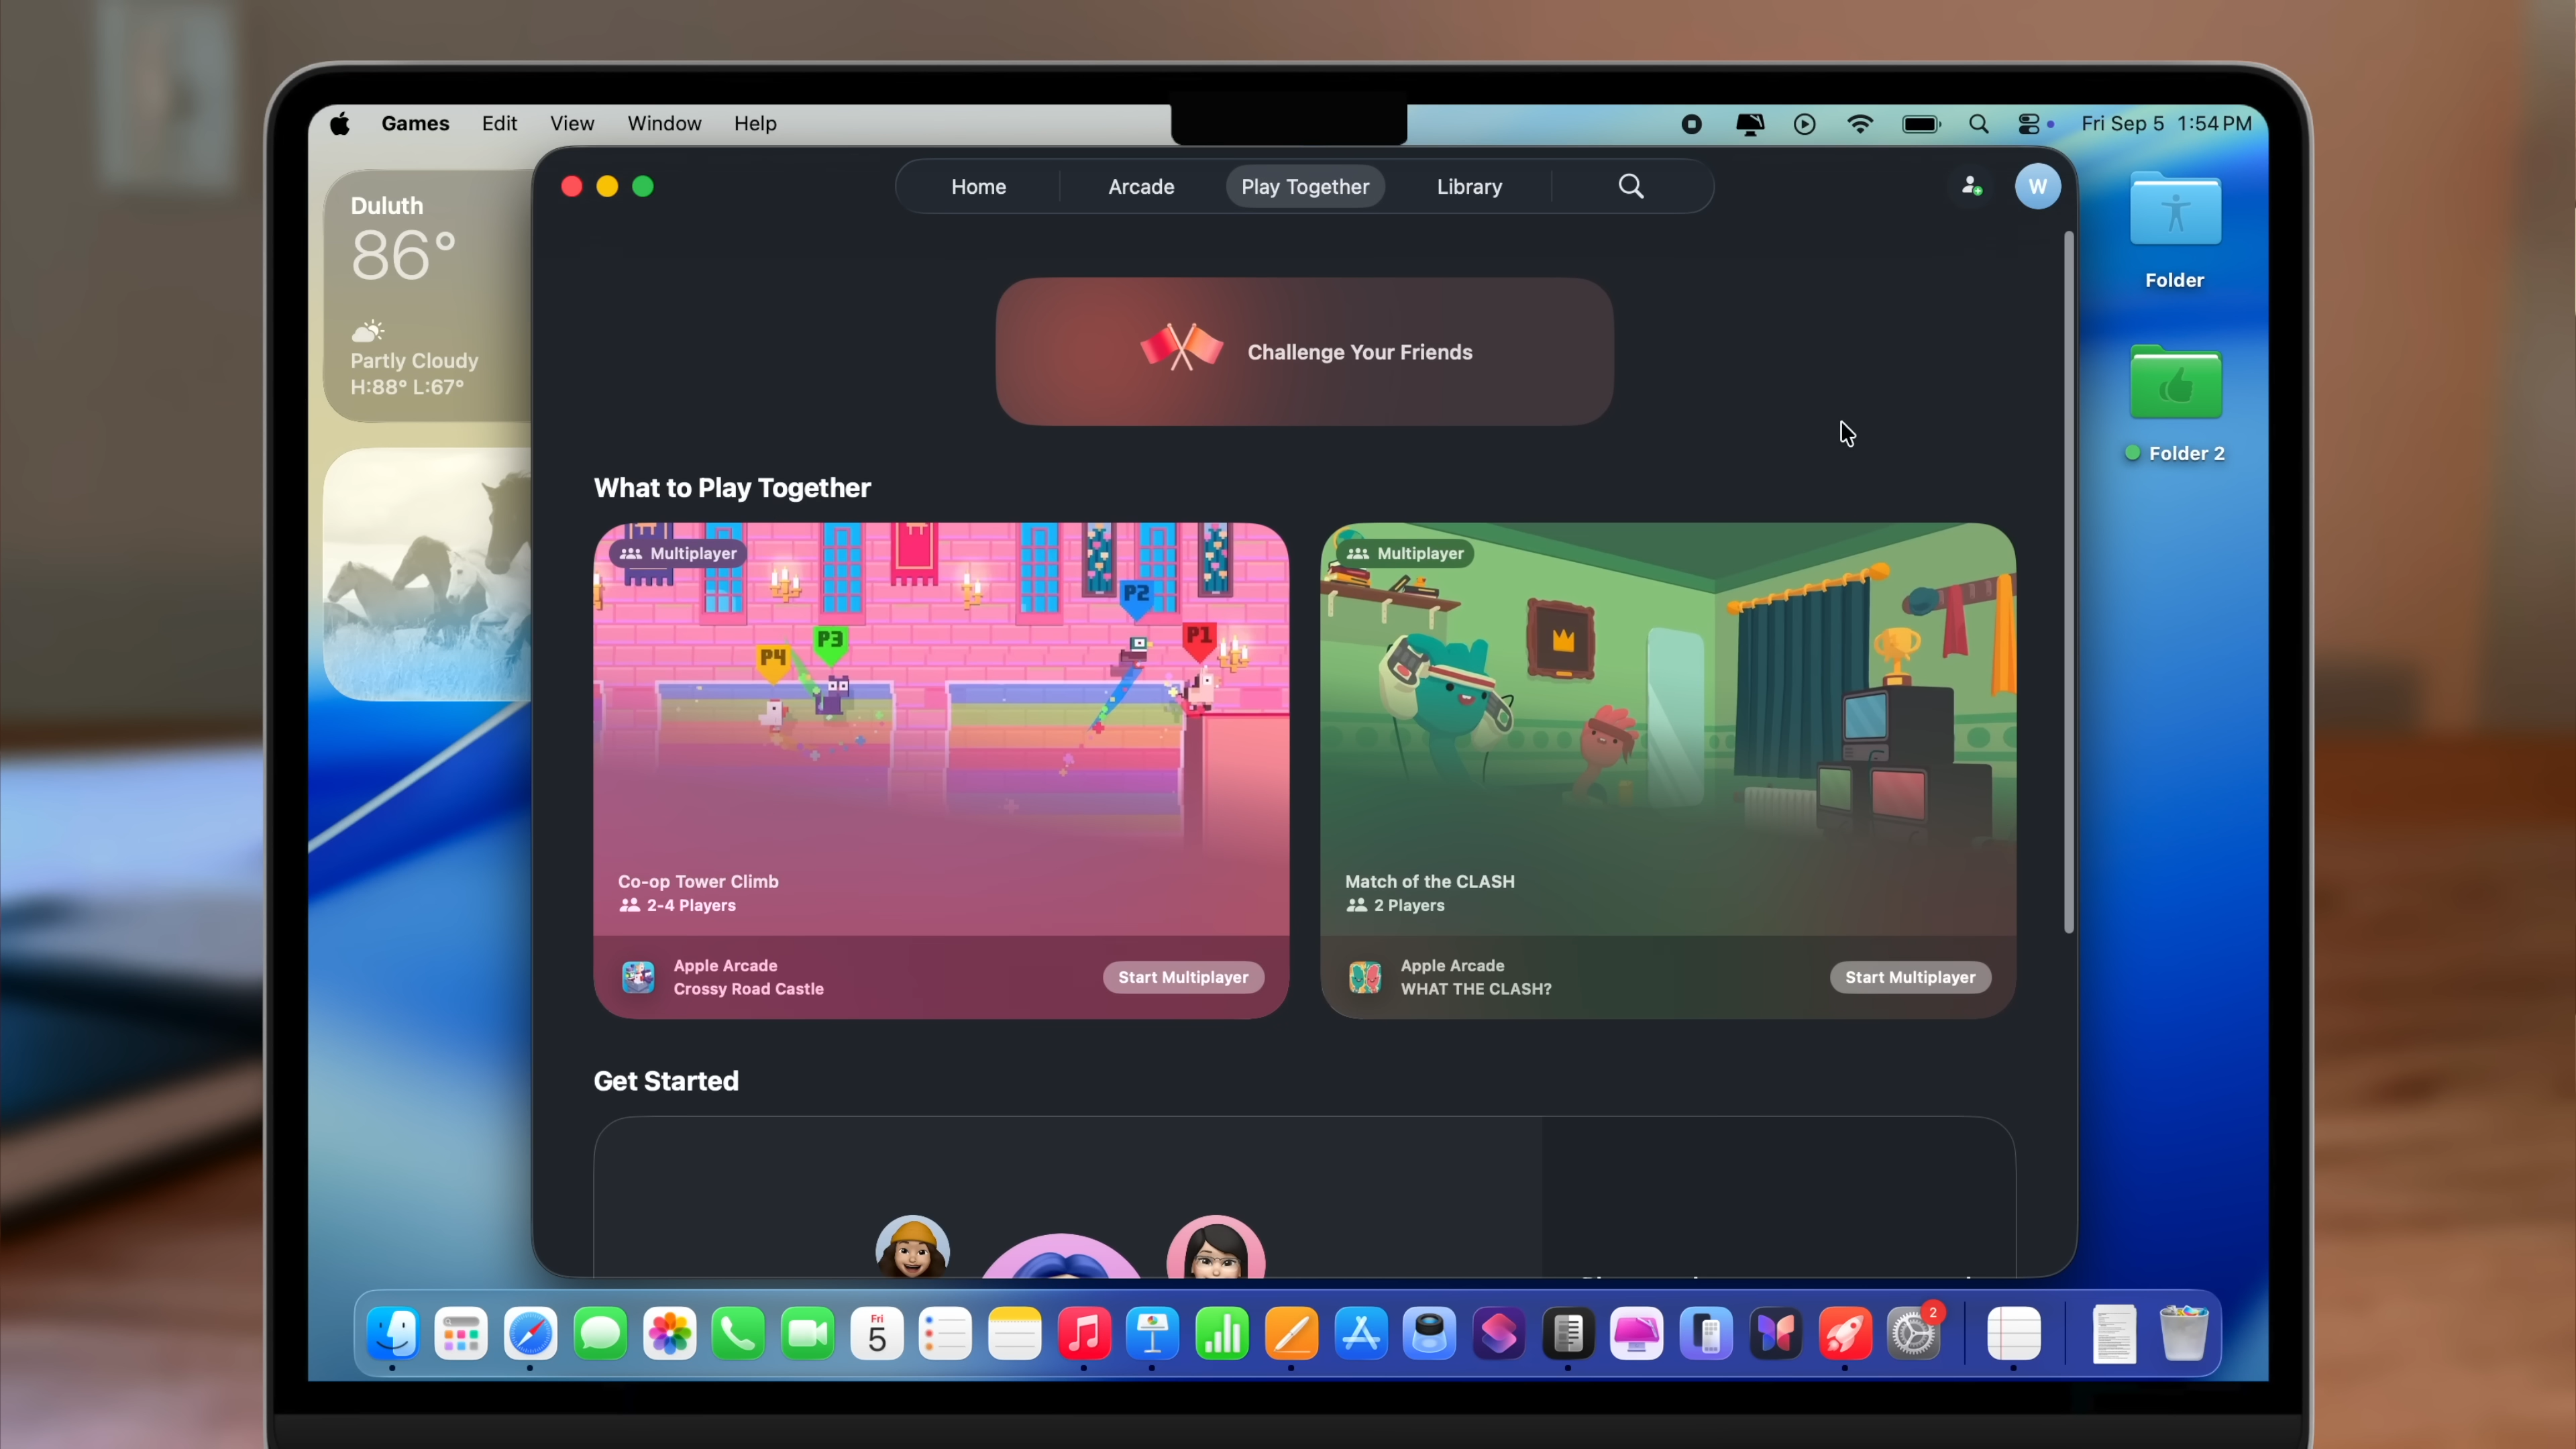 Games Edit View Window Help
Fri Sep 5 1:54 PM
Duluth
86°
Partly Cloudy
H:88° L:67°
Home Arcade Play Together Library
W
Folder
Folder 2
Challenge Your Friends
What to Play Together
Multiplayer
P2
P1
P3
P4
Co-op Tower Climb
2-4 Players
Apple Arcade
Crossy Road Castle
Start Multiplayer
Multiplayer
Match of the CLASH
2 Players
Apple Arcade
WHAT THE CLASH?
Start Multiplayer
Get Started
Fri
5
2